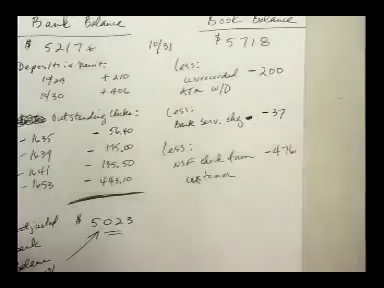 Bank Balance
Book Balance
$ 5217
10/31
$ 5718
Deposits in Transit:
10/29 + 210
10/30 + 406
Less:
unrecorded - 200
ATM W/D
Outstanding Checks:
- 1635 - 56.40
- 1639 - 175.00
- 1641 - 135.50
- 1653 - 443.10
Less:
Bank Serv. chg - 37
Less:
NSF check from - 476
customer
$ 5023